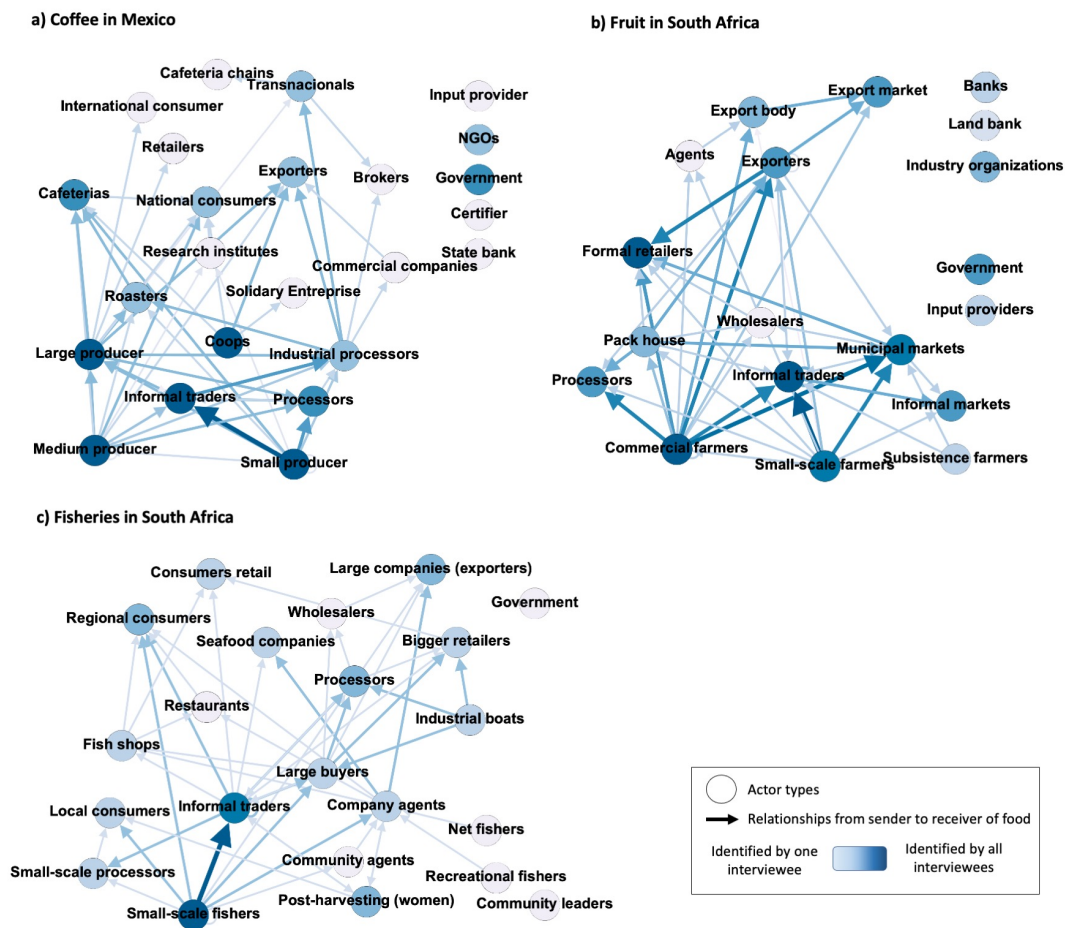 a) Coffee in Mexico
Cafeteria chains
Transnacionals
International consumer
Input provider
Retailers
NGOs
Exporters
Brokers
Government
Cafeterias
National consumers
Certifier
Research institutes
State bank
Commercial companies
Solidary Entreprise
Roasters
Coops
Large producer
Industrial processors
Informal traders
Processors
Medium producer
Small producer
b) Fruit in South Africa
Export market
Banks
Export body
Land bank
Agents
Exporters
Industry organizations
Formal retailers
Government
Input providers
Wholesalers
Pack house
Municipal markets
Processors
Informal traders
Informal markets
Commercial farmers
Small-scale farmers
Subsistence farmers
c) Fisheries in South Africa
Consumers retail
Large companies (exporters)
Government
Regional consumers
Wholesalers
Seafood companies
Bigger retailers
Processors
Restaurants
Industrial boats
Fish shops
Large buyers
Local consumers
Informal traders
Company agents
Net fishers
Community agents
Small-scale processors
Recreational fishers
Post-harvesting (women)
Community leaders
Small-scale fishers
Actor types
Relationships from sender to receiver of food
Identified by one
interviewee
Identified by all
interviewees